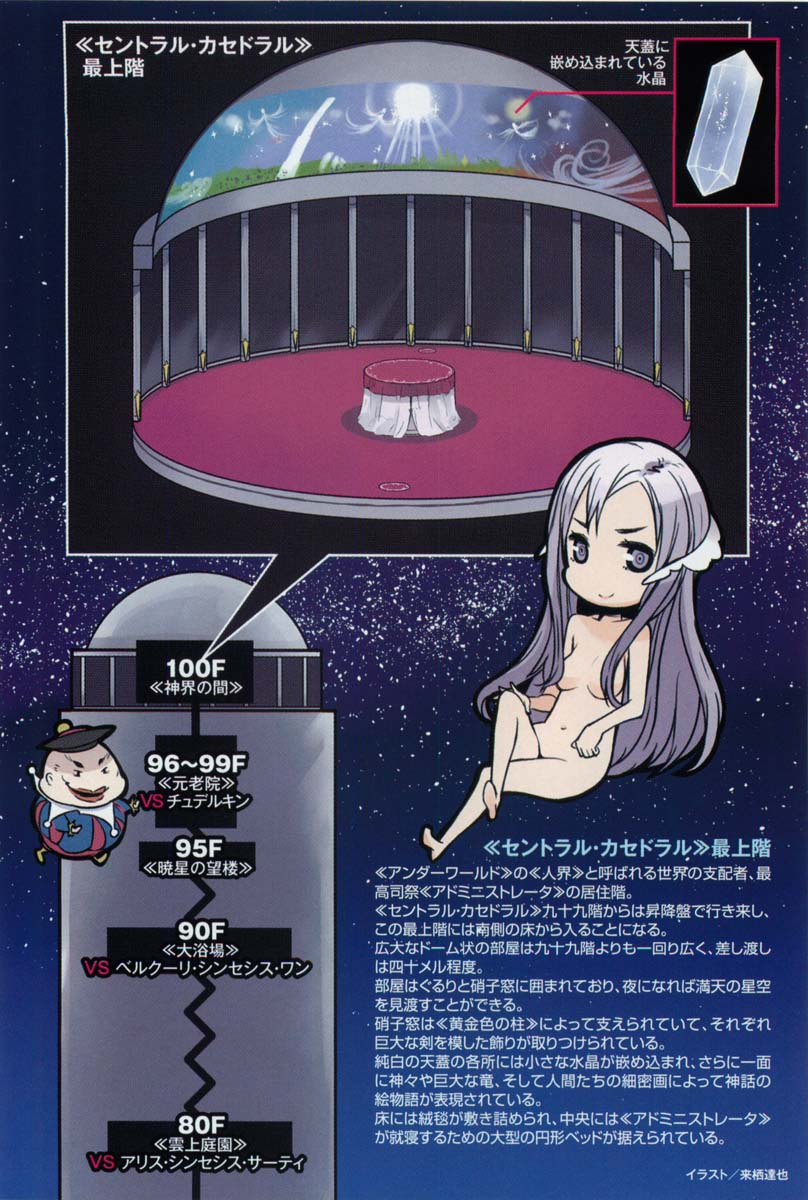 ≪セントラル・カセドラル≫
最上階
天蓋に
嵌め込まれている
水晶
100F
≪神界の間≫
96〜99F
≪元老院≫
VS チュデルキン
95F
≪暁星の望楼≫
90F
≪大浴場≫
VS ベルクーリ・シンセシス・ワン
80F
≪雲上庭園≫
VS アリス・シンセシス・サーティ
≪セントラル・カセドラル≫最上階
≪アンダーワールド≫の≪人界≫と呼ばれる世界の支配者、最
高司祭≪アドミニストレータ≫の居住階。
≪セントラル・カセドラル≫九十九階からは昇降盤で行き来し、
この最上階には南側の床から入ることになる。
広大なドーム状の部屋は九十九階よりも一回り広く、差し渡し
は四十メル程度。
部屋はぐるりと硝子窓に囲まれており、夜になれば満天の星空
を見渡すことができる。
硝子窓は≪黄金色の柱≫によって支えられていて、それぞれ
巨大な剣を模した飾りが取りつけられている。
純白の天蓋の各所には小さな水晶が嵌め込まれ、さらに一面
に神々や巨大な竜、そして人間たちの細密画によって神話の
絵物語が表現されている。
床には絨毯が敷き詰められ、中央には≪アドミニストレータ≫
が就寝するための大型の円形ベッドが据えられている。
イラスト／来栖達也